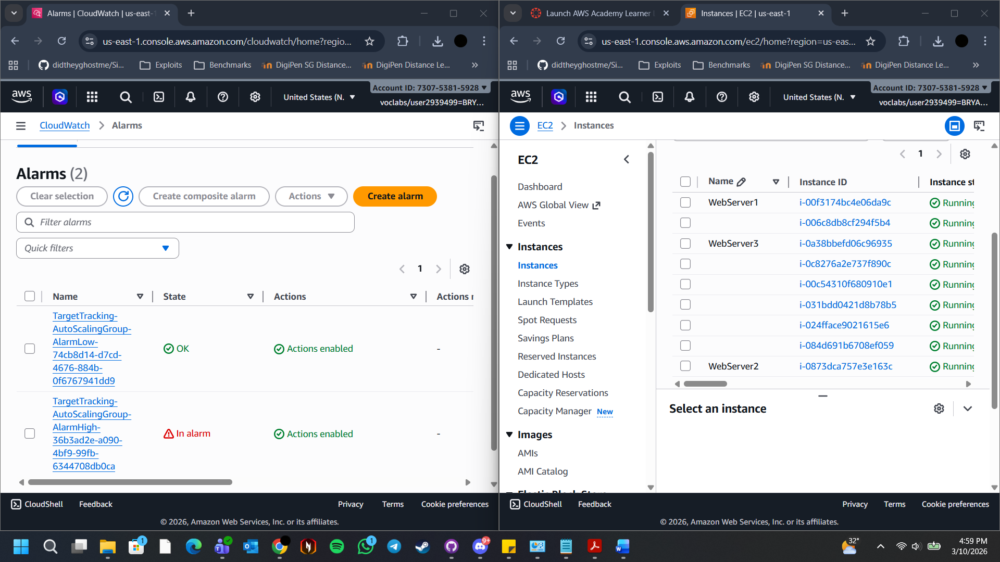 Alarms | CloudWatch | us-east-1
us-east-1.console.aws.amazon.com/cloudwatch/home?regio...
didtheyghostme/Si...
Exploits
Benchmarks
DigiPen SG Distance...
DigiPen Distance Le...
»
aws
United States (N. ▼
Account ID: 7307-5381-5928 ▼
voclabs/user2939499=BRY...
CloudWatch > Alarms
Alarms (2)
Clear selection
Create composite alarm
Actions ▼
Create alarm
Filter alarms
Quick filters
1
Name
State
Actions
TargetTracking-
AutoScalingGroup-
AlarmLow-
74cb8d14-d7cd-
4676-884b-
0f6767941dd9
OK
Actions enabled
-
TargetTracking-
AutoScalingGroup-
AlarmHigh-
36b3ad2e-a090-
4bf9-99fb-
6344708db0ca
In alarm
Actions enabled
-
CloudShell
Feedback
Privacy
Terms
Cookie preferences
© 2026, Amazon Web Services, Inc. or its affiliates.
Launch AWS Academy Learner
Instances | EC2 | us-east-1
us-east-1.console.aws.amazon.com/ec2/home?region=us-eas...
didtheyghostme/Si...
Exploits
Benchmarks
DigiPen SG Distance...
DigiPen Distance Le...
»
aws
United States (N. ▼
Account ID: 7307-5381-5928 ▼
voclabs/user2939499=BRYA...
EC2 > Instances
EC2
Dashboard
AWS Global View
Events
Instances
Instances
Instance Types
Launch Templates
Spot Requests
Savings Plans
Reserved Instances
Dedicated Hosts
Capacity Reservations
Capacity Manager New
Images
AMIs
AMI Catalog
Elastic Block Store
1
Name
Instance ID
Instance st
WebServer1 i-00f3174bc4e06da9c Running
i-006c8db8cf294f5b4 Running
WebServer3 i-0a38bbefd06c96935 Running
i-0c8276a2e737f890c Running
i-00c54310f680910e1 Running
i-031bdd0421d8b78b5 Running
i-024fface9021615e6 Running
i-084d691b6708ef059 Running
WebServer2 i-0873dca757e3e163c Running
Select an instance
CloudShell
Feedback
Privacy
Terms
Cookie preferences
© 2026, Amazon Web Services, Inc. or its affiliates.
1
1
9+
32°
4:59 PM
3/10/2026